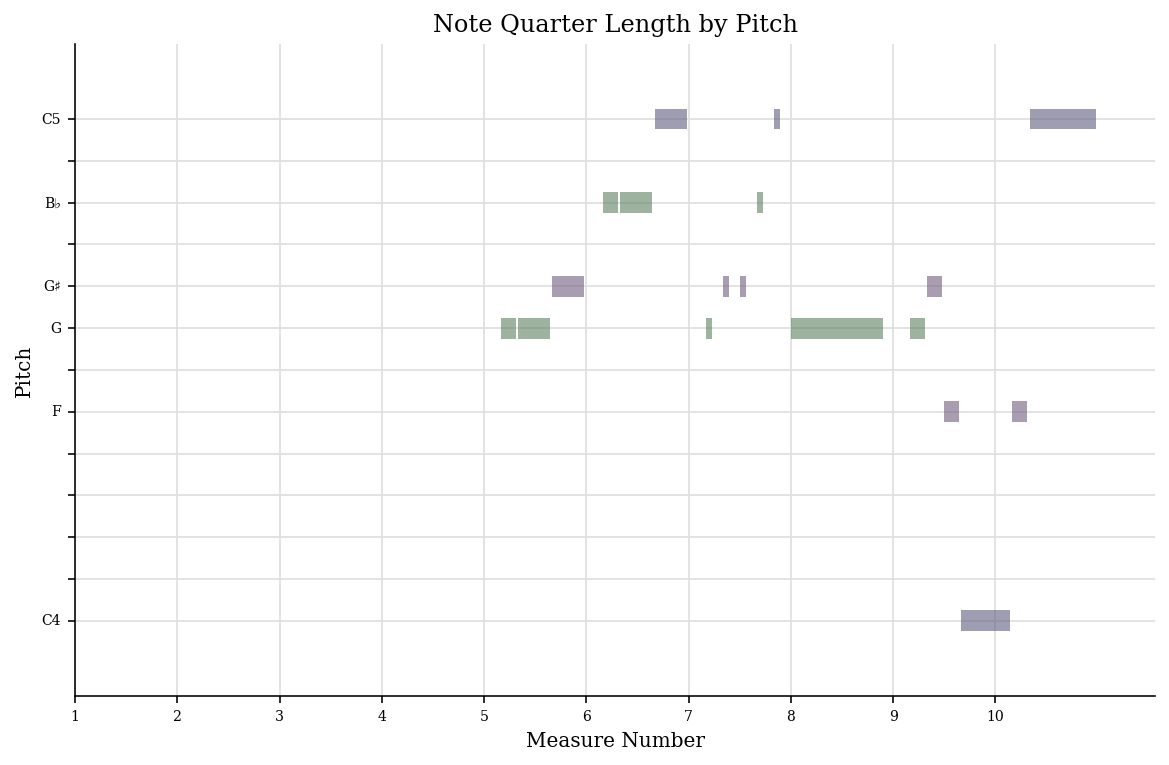 Note Quarter Length by Pitch
C5
B♭
G♯
G
F
C4
Pitch
1 2 3 4 5 6 7 8 9 10
Measure Number